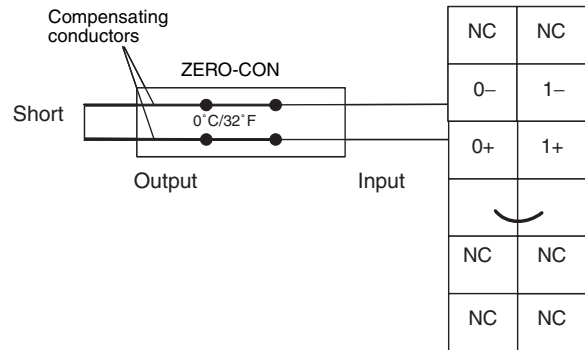 Compensating
conductors
ZERO-CON
Short
0˚C/32˚F
Output
Input
NC NC
0− 1−
0+ 1+
NC NC
NC NC